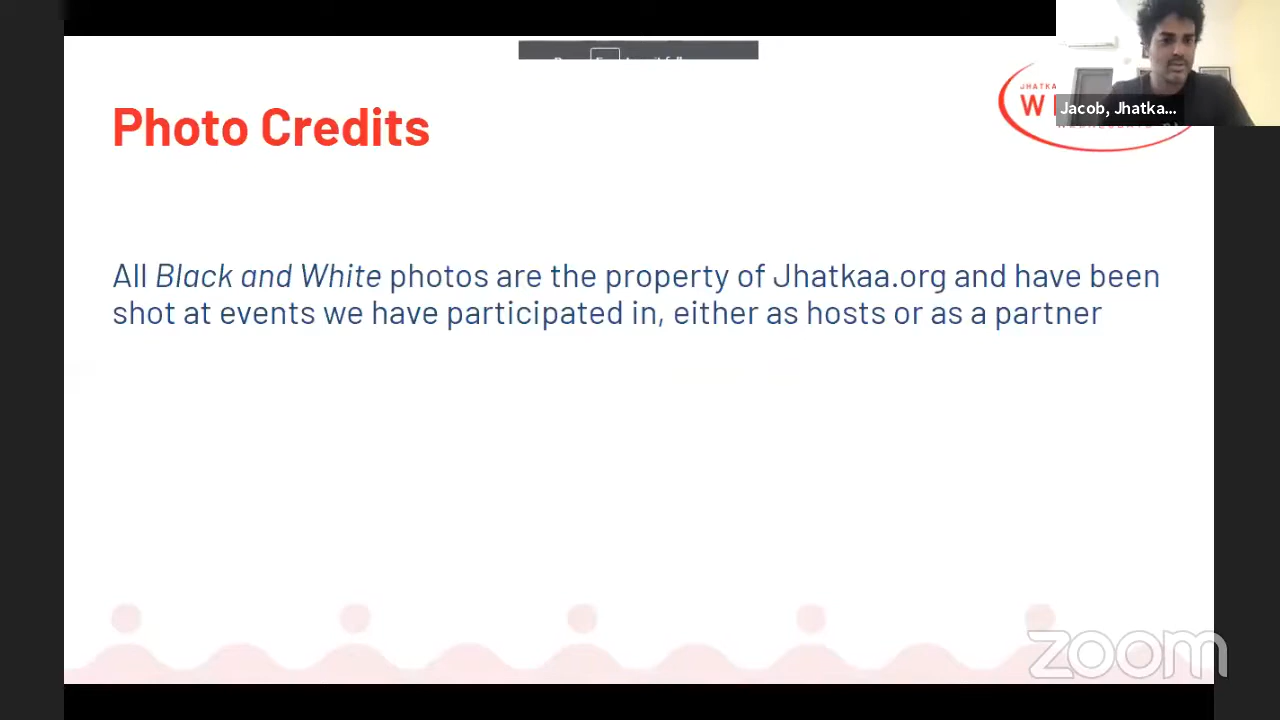 Photo Credits
JHATKA
W
Jacob, Jhatka...
All Black and White photos are the property of Jhatkaa.org and have been
shot at events we have participated in, either as hosts or as a partner
zoom